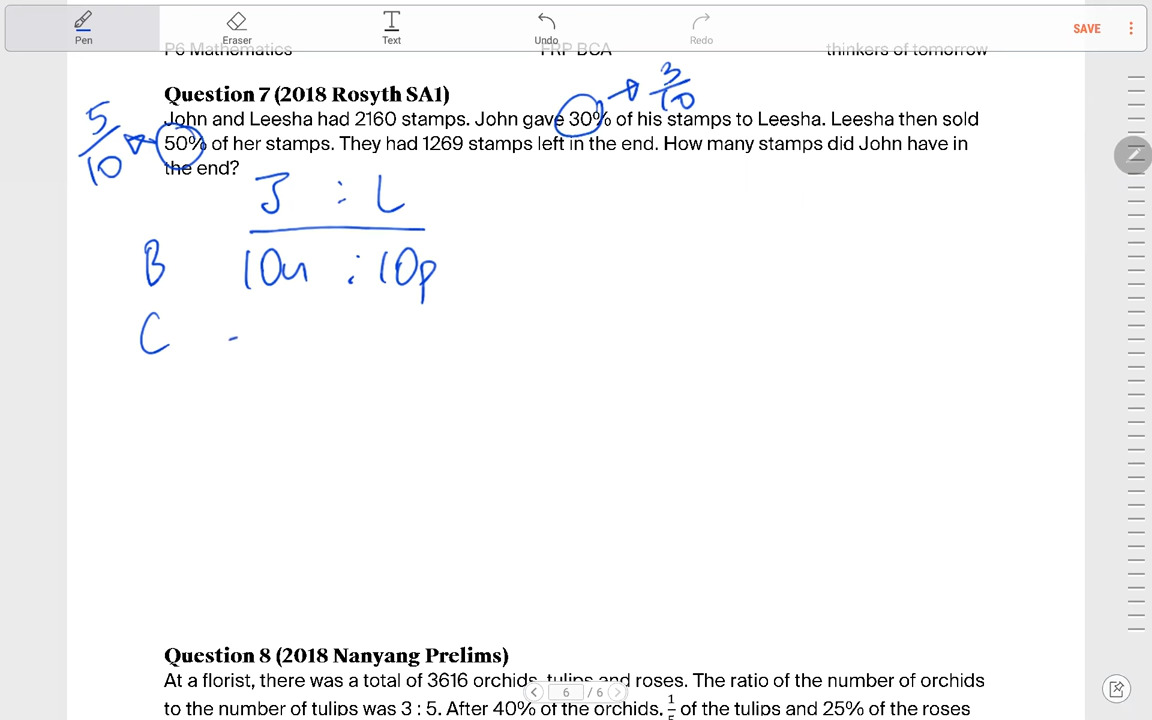 Pen
Eraser
Text
Undo
Redo
SAVE
P6 Mathematics
FRP BCA
thinkers of tomorrow
Question 7 (2018 Rosyth SA1)
3/10
John and Leesha had 2160 stamps. John gave 30% of his stamps to Leesha. Leesha then sold
5/10
50% of her stamps. They had 1269 stamps left in the end. How many stamps did John have in
the end?
J : L
B 10u : 10p
C -
Question 8 (2018 Nanyang Prelims)
At a florist, there was a total of 3616 orchids, tulips and roses. The ratio of the number of orchids
6 / 6
to the number of tulips was 3 : 5. After 40% of the orchids, 1/5 of the tulips and 25% of the roses